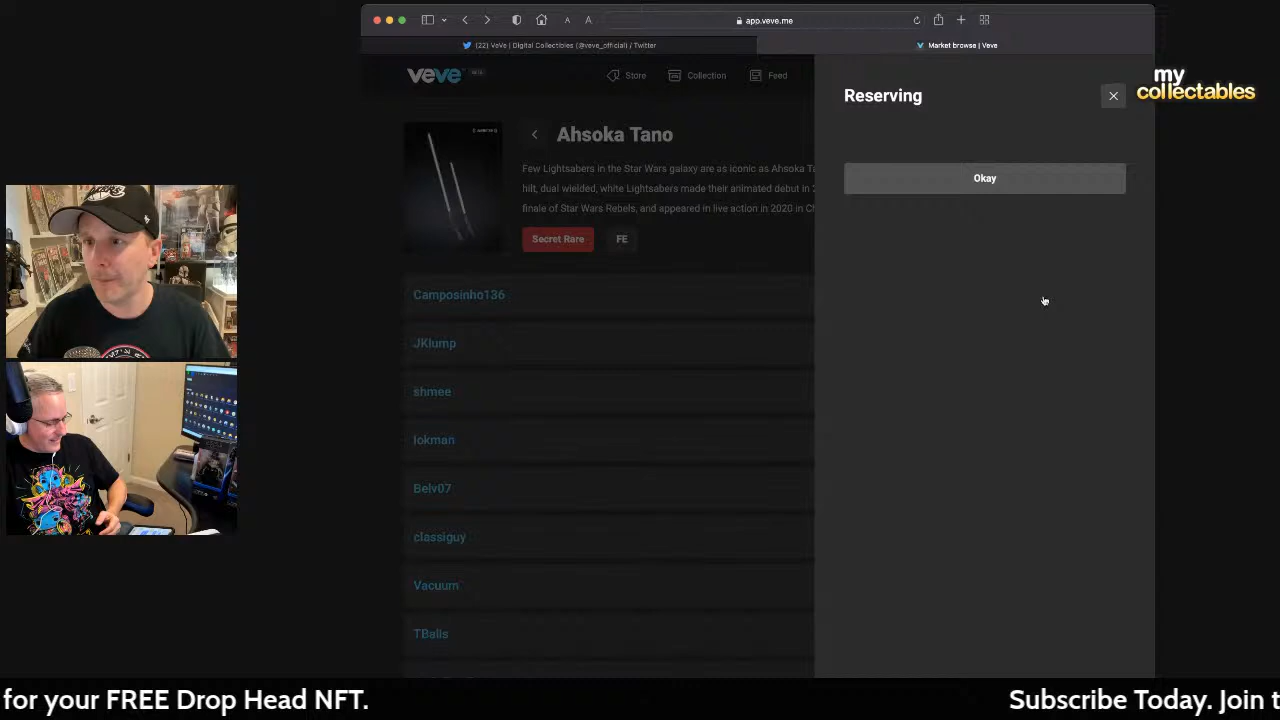 app.veve.me
(22) VeVe | Digital Collectibles (@veve_official) / Twitter
Market browse | Veve
veve
Store
Collection
Feed
Reserving
my
collectables
Ahsoka Tano
Few Lightsabers in the Star Wars galaxy are as iconic as Ahsoka T
hilt, dual wielded, white Lightsabers made their animated debut in
finale of Star Wars Rebels, and appeared in live action in 2020 in C
Okay
Secret Rare
FE
Camposinho136
JKlump
shmee
lokman
Belv07
classiguy
Vacuum
TBalls
for your FREE Drop Head NFT.
Subscribe Today. Join t